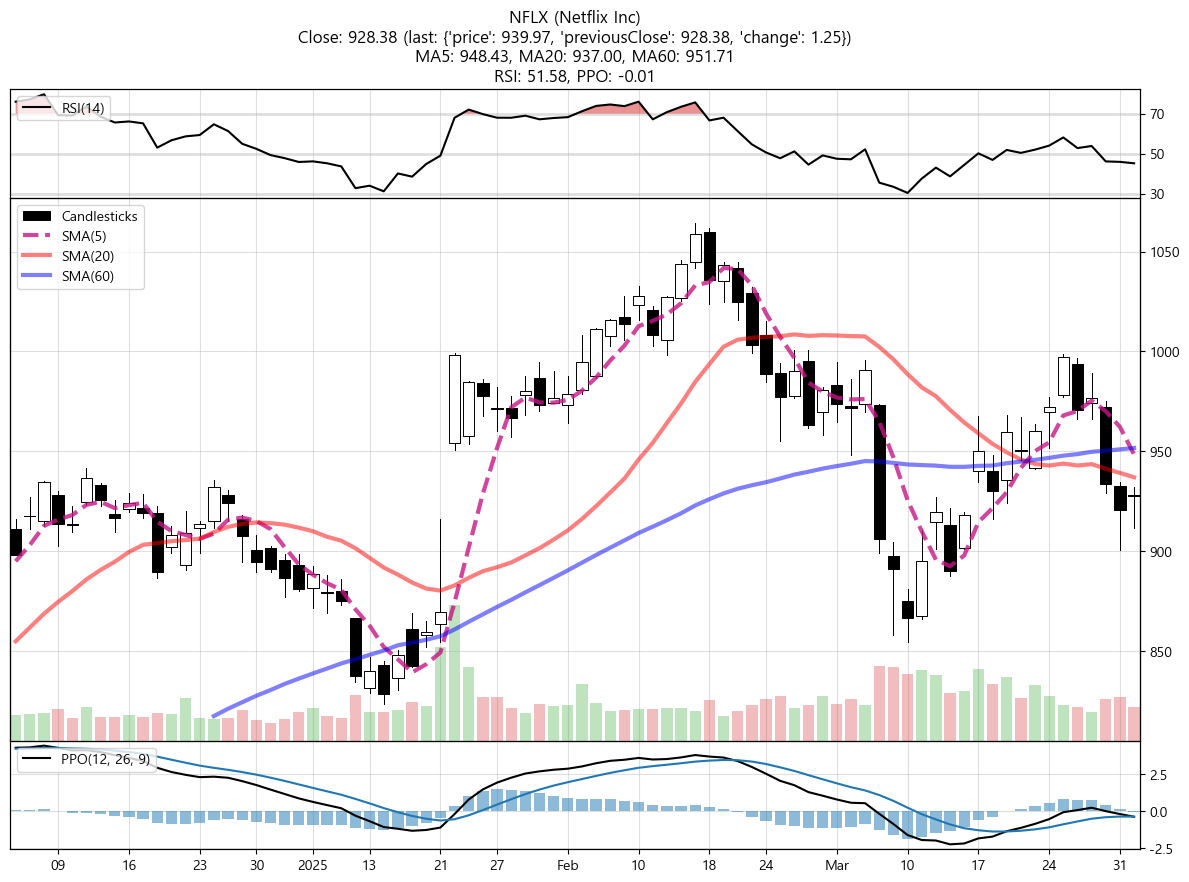 NFLX (Netflix Inc)
Close: 928.38 (last: {'price': 939.97, 'previousClose': 928.38, 'change': 1.25})
MA5: 948.43, MA20: 937.00, MA60: 951.71
RSI: 51.58, PPO: -0.01
RSI(14)
70
50
30
Candlesticks
SMA(5)
SMA(20)
SMA(60)
1050
1000
950
900
850
PPO(12, 26, 9)
2.5
0.0
-2.5
09 16 23 30 2025 13 21 27 Feb 10 18 24 Mar 10 17 24 31